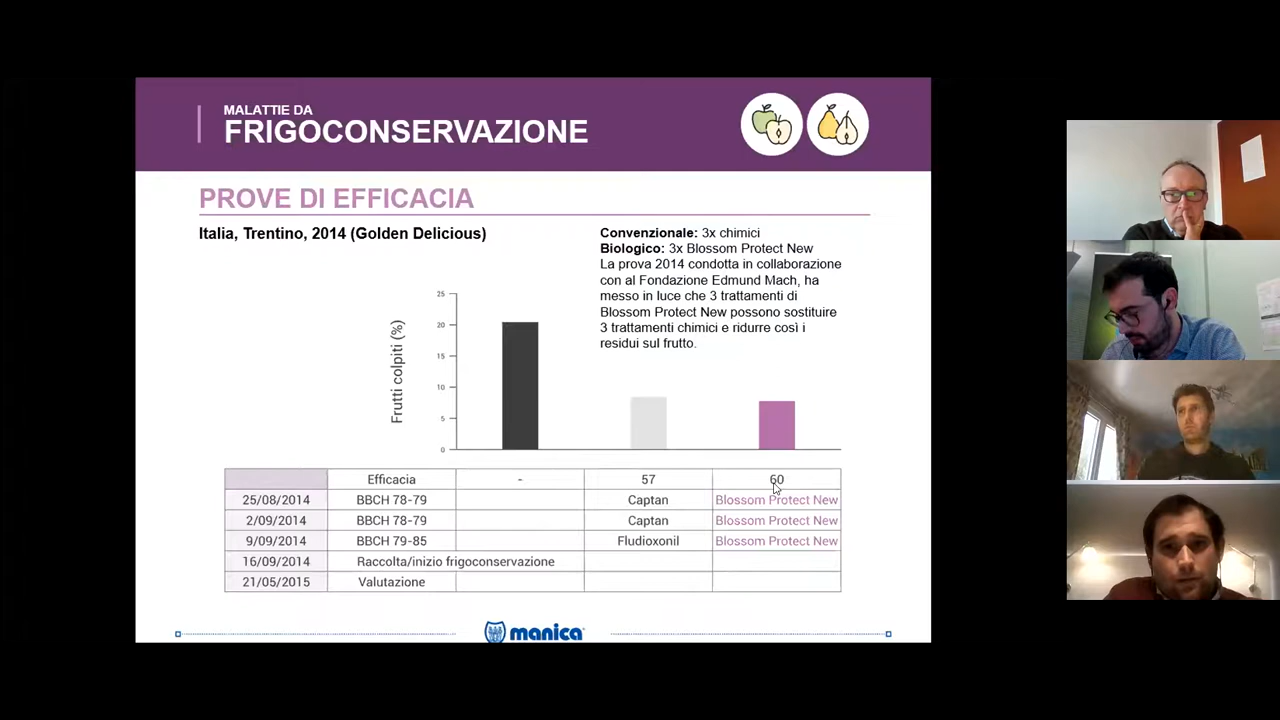 MALATTIE DA
FRIGOCONSERVAZIONE
PROVE DI EFFICACIA
Italia, Trentino, 2014 (Golden Delicious)
Convenzionale: 3x chimici
Biologico: 3x Blossom Protect New
La prova 2014 condotta in collaborazione
con al Fondazione Edmund Mach, ha
messo in luce che 3 trattamenti di
Blossom Protect New possono sostituire
3 trattamenti chimici e ridurre così i
residui sul frutto.
Frutti colpiti (%)
25
20
15
10
5
0
Efficacia - 57 60
25/08/2014 BBCH 78-79 Captan Blossom Protect New
2/09/2014 BBCH 78-79 Captan Blossom Protect New
9/09/2014 BBCH 79-85 Fludioxonil Blossom Protect New
16/09/2014 Raccolta/inizio frigoconservazione
21/05/2015 Valutazione
manica